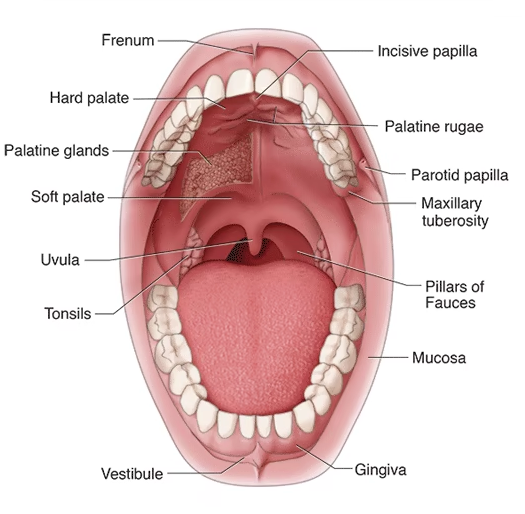 Frenum
Incisive papilla
Hard palate
Palatine rugae
Palatine glands
Parotid papilla
Soft palate
Maxillary
tuberosity
Uvula
Pillars of
Fauces
Tonsils
Mucosa
Vestibule
Gingiva